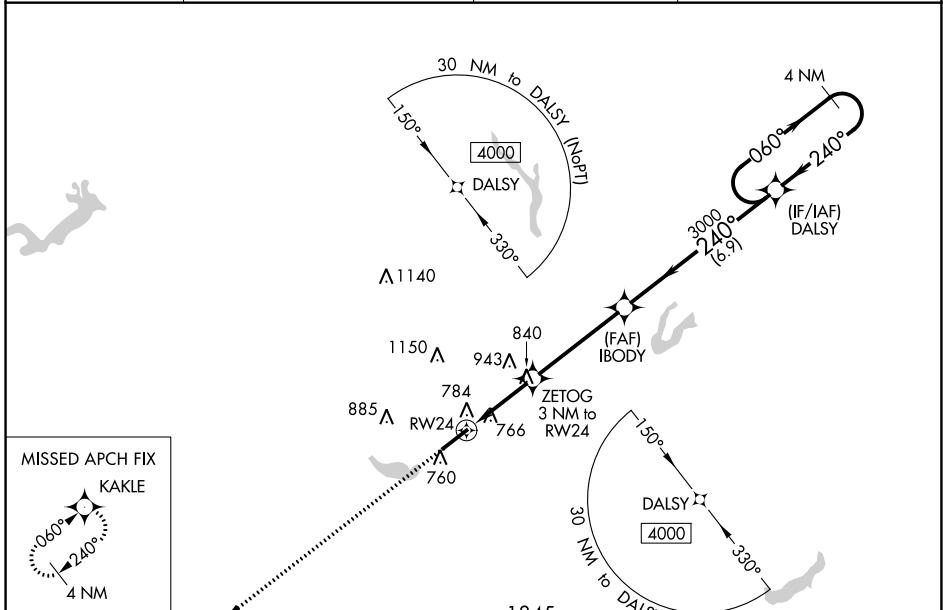 30 NM to DALSY (NoPT)
150°
4000
DALSY
330°
4 NM
060°
240°
(IF/IAF)
DALSY
3000
240°
(6.9)
1140
(FAF)
IBODY
840
1150
943
784
ZETOG
3 NM to
RW24
885
RW24
766
760
MISSED APCH FIX
KAKLE
060°
240°
4 NM
150°
DALSY
4000
330°
30 NM to DALSY